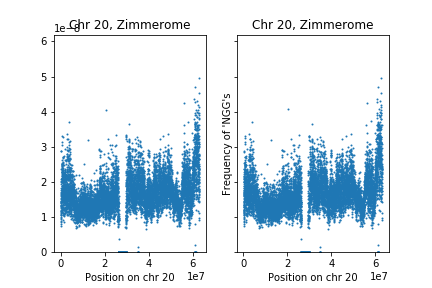 Chr 20, Zimmerome
Chr 20, Zimmerome
1e−8
6
5
4
3
2
1
0
Frequency of 'NGG's
0 2 4 6
0 2 4 6
1e7
1e7
Position on chr 20
Position on chr 20